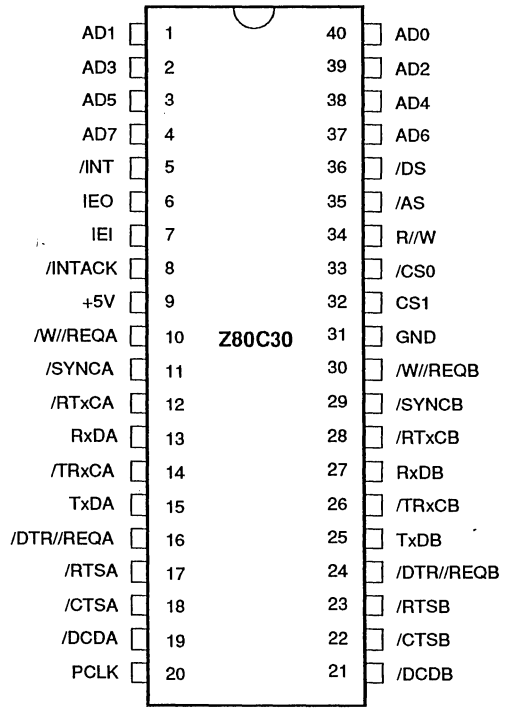 AD1 1 40 AD0
AD3 2 39 AD2
AD5 3 38 AD4
AD7 4 37 AD6
/INT 5 36 /DS
IEO 6 35 /AS
IEI 7 34 R//W
/INTACK 8 33 /CS0
+5V 9 32 CS1
/W//REQA 10 Z80C30 31 GND
/SYNCA 11 30 /W//REQB
/RTxCA 12 29 /SYNCB
RxDA 13 28 /RTxCB
/TRxCA 14 27 RxDB
TxDA 15 26 /TRxCB
/DTR//REQA 16 25 TxDB
/RTSA 17 24 /DTR//REQB
/CTSA 18 23 /RTSB
/DCDA 19 22 /CTSB
PCLK 20 21 /DCDB